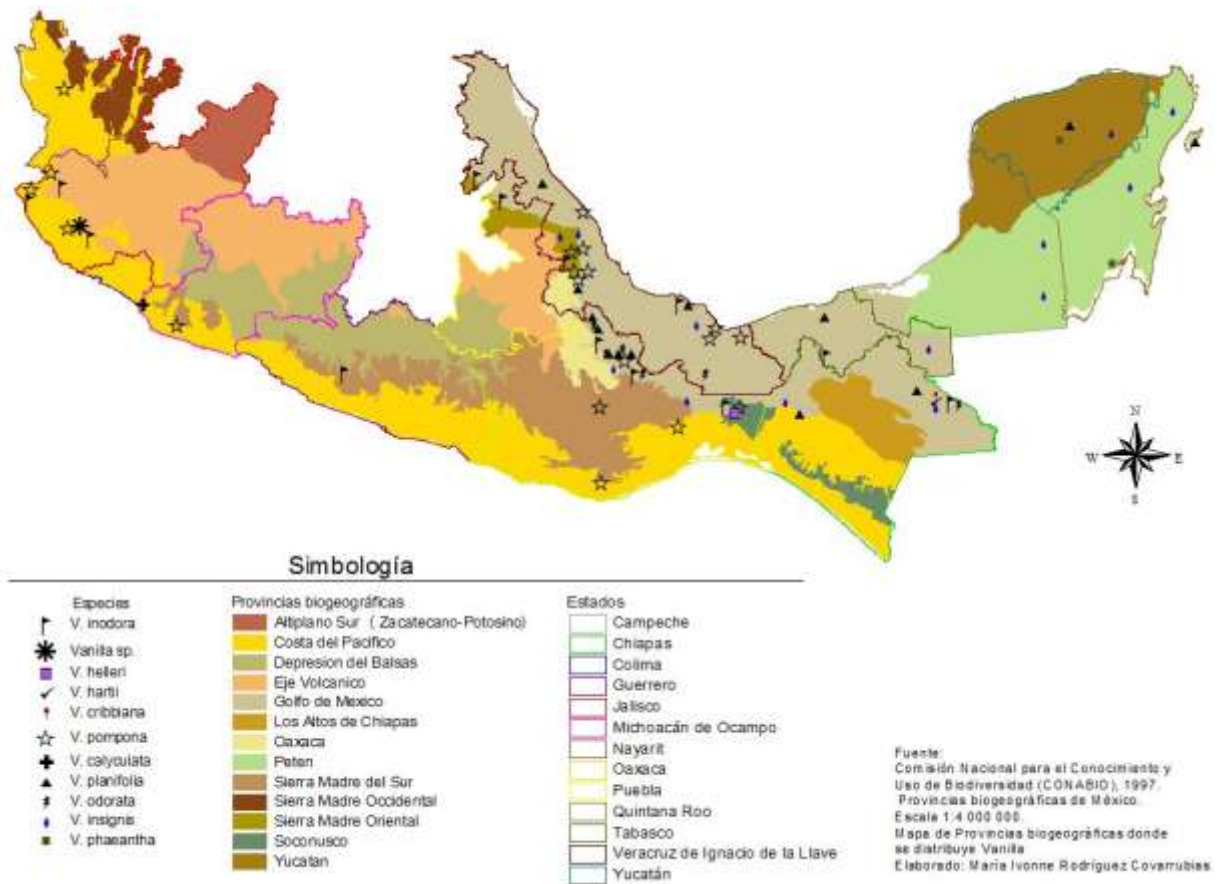 N
W
E
S
Simbología
Especies
V. inodora
Vanilla sp.
V. helleri
V. hartii
V. cribbiana
V. pompona
V. calyculata
V. planifolia
V. odorata
V. insignis
V. phaeantha
Provincias biogeográficas
Altiplano Sur ( Zacatecano-Potosino)
Costa del Pacifico
Depresion del Balsas
Eje Volcanico
Golfo de Mexico
Los Altos de Chiapas
Oaxaca
Peten
Sierra Madre del Sur
Sierra Madre Occidental
Sierra Madre Oriental
Soconusco
Yucatan
Estados
Campeche
Chiapas
Colima
Guerrero
Jalisco
Michoacán de Ocampo
Nayarit
Oaxaca
Puebla
Quintana Roo
Tabasco
Veracruz de Ignacio de la Llave
Yucatán
Fuente:
Comisión Nacional para el Conocimiento y
Uso de Biodiversidad (CONABIO), 1997.
Provincias biogeográficas de México.
Escala 1:4 000 000.
Mapa de Provincias biogeográficas donde
se distribuye Vanilla
Elaborado: María Ivonne Rodríguez Covarrubias